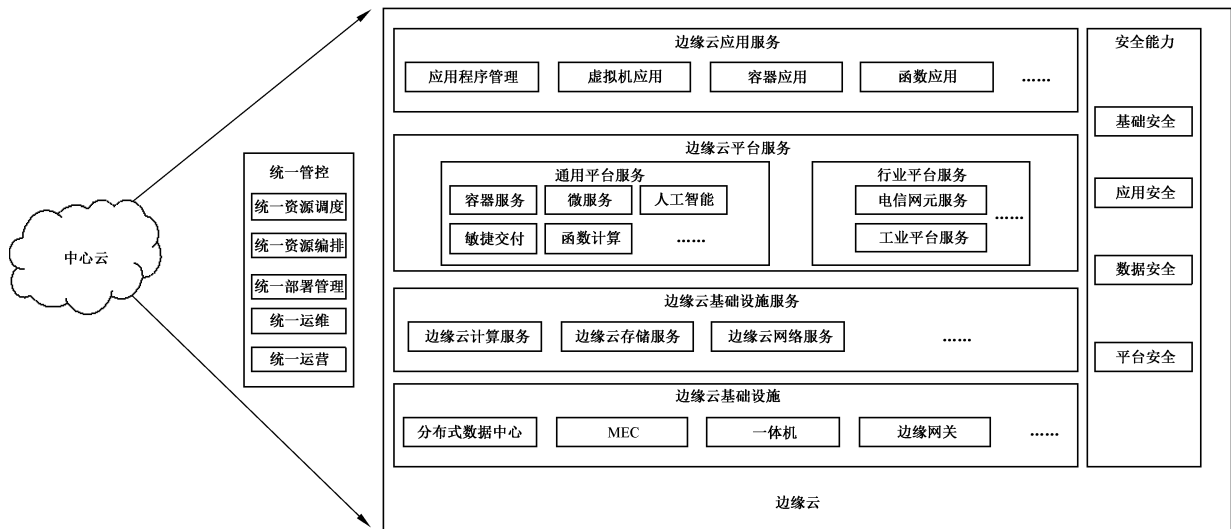 中心云
统一管控
统一资源调度
统一资源编排
统一部署管理
统一运维
统一运营
边缘云应用服务
应用程序管理 虚拟机应用 容器应用 函数应用 ……
边缘云平台服务
通用平台服务
容器服务 微服务 人工智能
敏捷交付 函数计算 ……
行业平台服务
电信网元服务
……
工业平台服务
边缘云基础设施服务
边缘云计算服务 边缘云存储服务 边缘云网络服务 ……
边缘云基础设施
分布式数据中心 MEC 一体机 边缘网关 ……
安全能力
基础安全
应用安全
数据安全
平台安全
边缘云